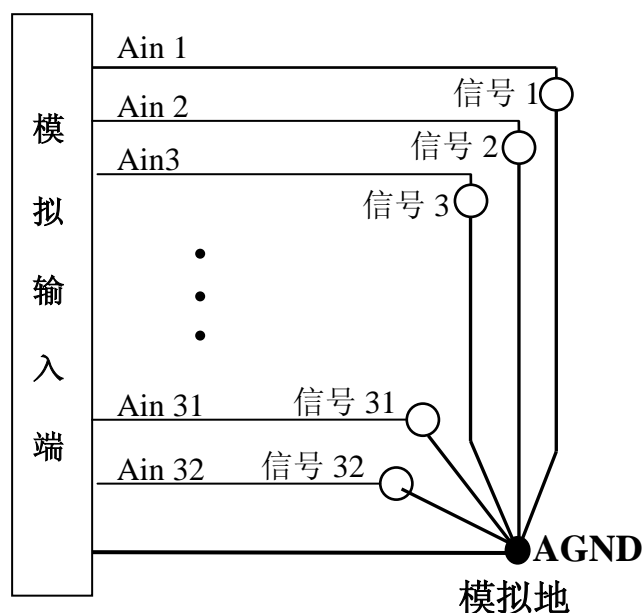 模拟输入端
Ain 1
信号 1
Ain 2
信号 2
Ain3
信号 3
Ain 31
信号 31
Ain 32
信号 32
AGND
模拟地